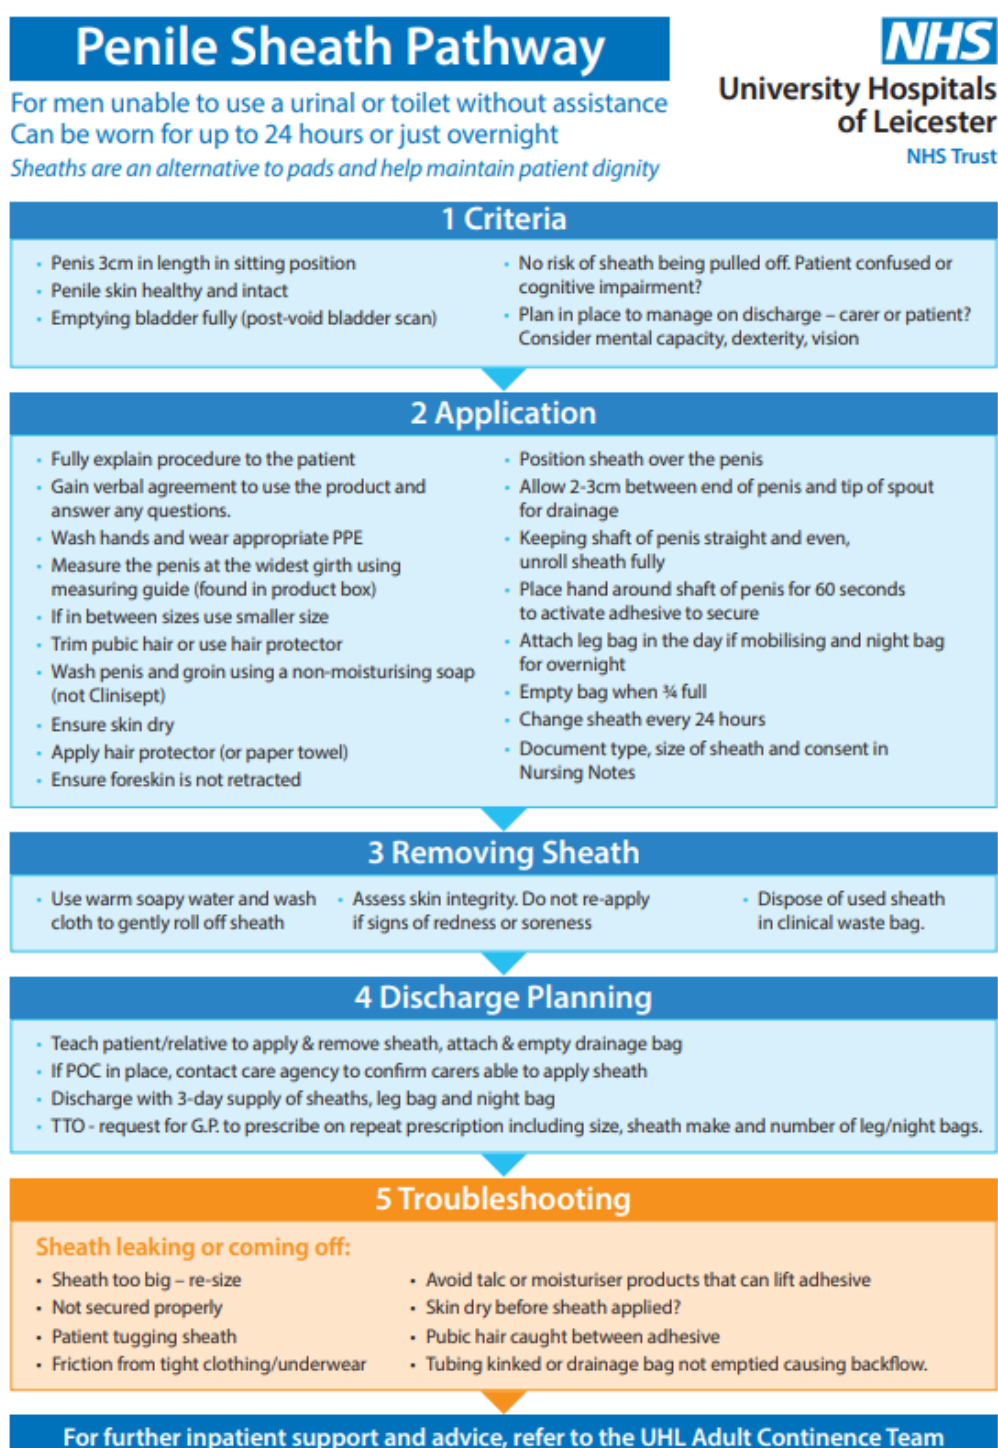 Penile Sheath Pathway
For men unable to use a urinal or toilet without assistance
Can be worn for up to 24 hours or just overnight
Sheaths are an alternative to pads and help maintain patient dignity
NHS
University Hospitals
of Leicester
NHS Trust
1 Criteria
• Penis 3cm in length in sitting position
• Penile skin healthy and intact
• Emptying bladder fully (post-void bladder scan)
• No risk of sheath being pulled off. Patient confused or
cognitive impairment?
• Plan in place to manage on discharge – carer or patient?
Consider mental capacity, dexterity, vision
2 Application
• Fully explain procedure to the patient
• Gain verbal agreement to use the product and
answer any questions.
• Wash hands and wear appropriate PPE
• Measure the penis at the widest girth using
measuring guide (found in product box)
• If in between sizes use smaller size
• Trim pubic hair or use hair protector
• Wash penis and groin using a non-moisturising soap
(not Clinisept)
• Ensure skin dry
• Apply hair protector (or paper towel)
• Ensure foreskin is not retracted
• Position sheath over the penis
• Allow 2-3cm between end of penis and tip of spout
for drainage
• Keeping shaft of penis straight and even,
unroll sheath fully
• Place hand around shaft of penis for 60 seconds
to activate adhesive to secure
• Attach leg bag in the day if mobilising and night bag
for overnight
• Empty bag when ¾ full
• Change sheath every 24 hours
• Document type, size of sheath and consent in
Nursing Notes
3 Removing Sheath
• Use warm soapy water and wash
cloth to gently roll off sheath
• Assess skin integrity. Do not re-apply
if signs of redness or soreness
• Dispose of used sheath
in clinical waste bag.
4 Discharge Planning
• Teach patient/relative to apply & remove sheath, attach & empty drainage bag
• If POC in place, contact care agency to confirm carers able to apply sheath
• Discharge with 3-day supply of sheaths, leg bag and night bag
• TTO - request for G.P. to prescribe on repeat prescription including size, sheath make and number of leg/night bags.
5 Troubleshooting
Sheath leaking or coming off:
• Sheath too big – re-size
• Not secured properly
• Patient tugging sheath
• Friction from tight clothing/underwear
• Avoid talc or moisturiser products that can lift adhesive
• Skin dry before sheath applied?
• Pubic hair caught between adhesive
• Tubing kinked or drainage bag not emptied causing backflow.
For further inpatient support and advice, refer to the UHL Adult Continence Team